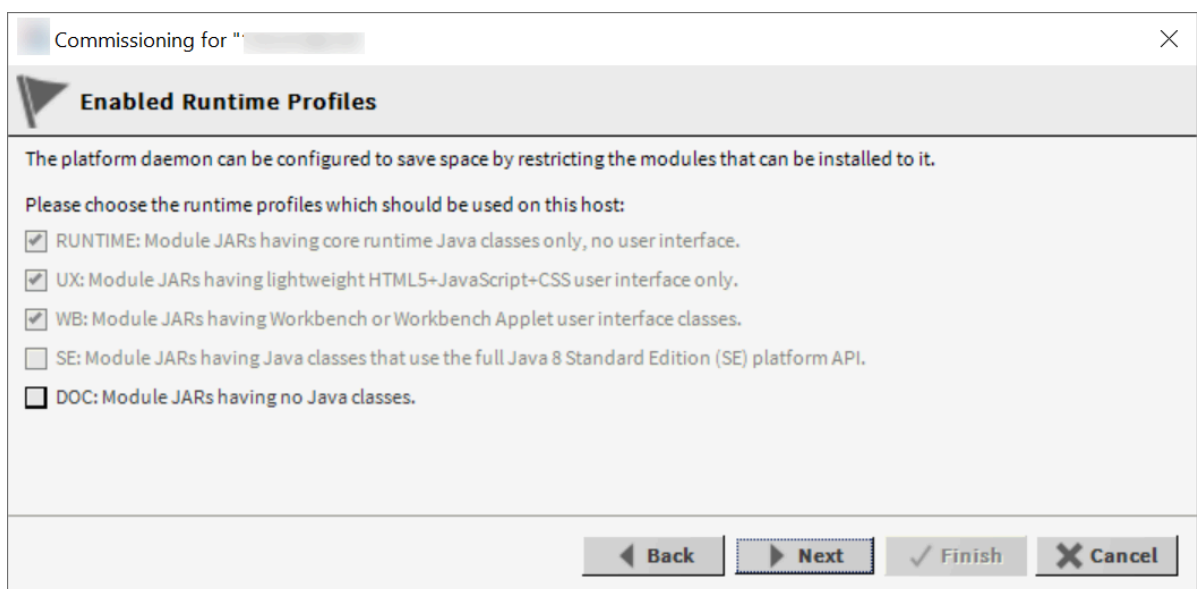 Commissioning for "
Enabled Runtime Profiles
The platform daemon can be configured to save space by restricting the modules that can be installed to it.
Please choose the runtime profiles which should be used on this host:
RUNTIME: Module JARs having core runtime Java classes only, no user interface.
UX: Module JARs having lightweight HTML5+JavaScript+CSS user interface only.
WB: Module JARs having Workbench or Workbench Applet user interface classes.
SE: Module JARs having Java classes that use the full Java 8 Standard Edition (SE) platform API.
DOC: Module JARs having no Java classes.
Back Next Finish Cancel